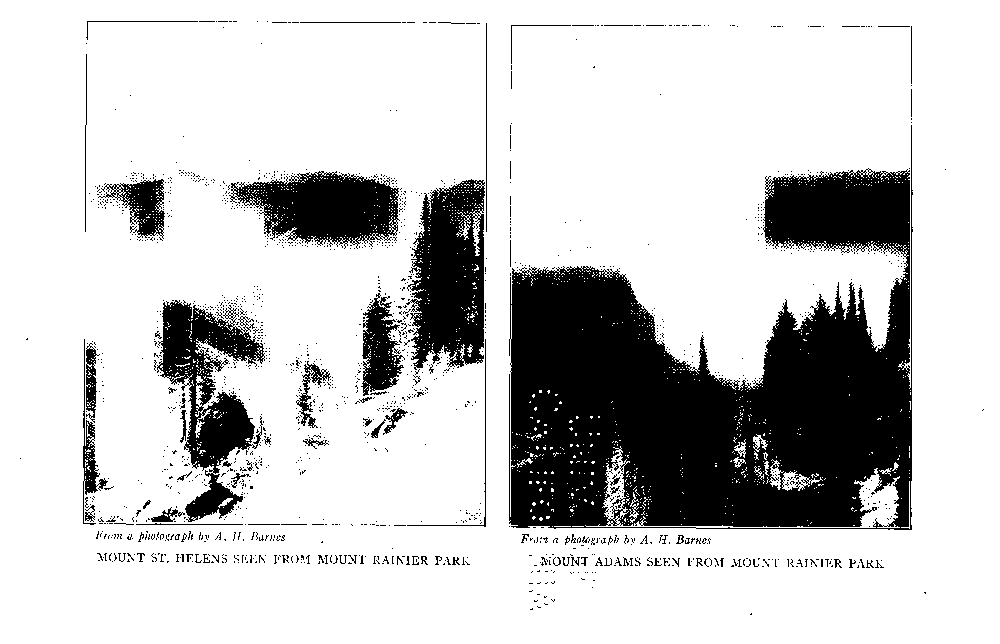 From a photograph by A. H. Barnes
MOUNT ST. HELENS SEEN FROM MOUNT RAINIER PARK
From a photograph by A. H. Barnes
MOUNT ADAMS SEEN FROM MOUNT RAINIER PARK